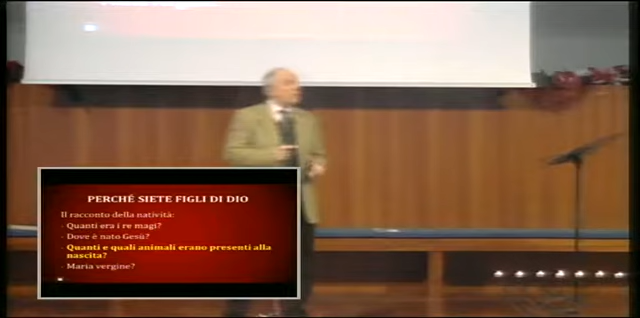 PERCHÉ SIETE FIGLI DI DIO
Il racconto della natività:
- Quanti era i re magi?
- Dove è nato Gesù?
- Quanti e quali animali erano presenti alla
nascita?
- Maria vergine?